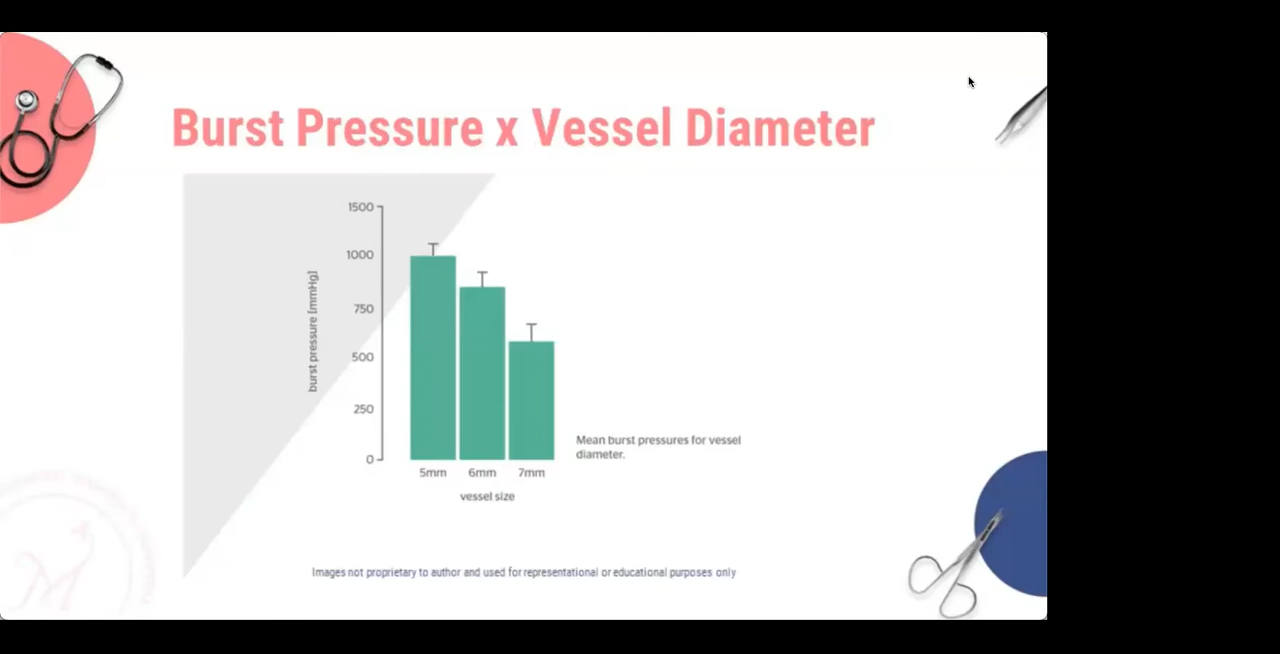 Burst Pressure x Vessel Diameter
1500
1000
750
500
250
0
burst pressure [mmHg]
5mm 6mm 7mm
vessel size
Mean burst pressures for vessel
diameter.
Images not proprietary to author and used for representational or educational purposes only